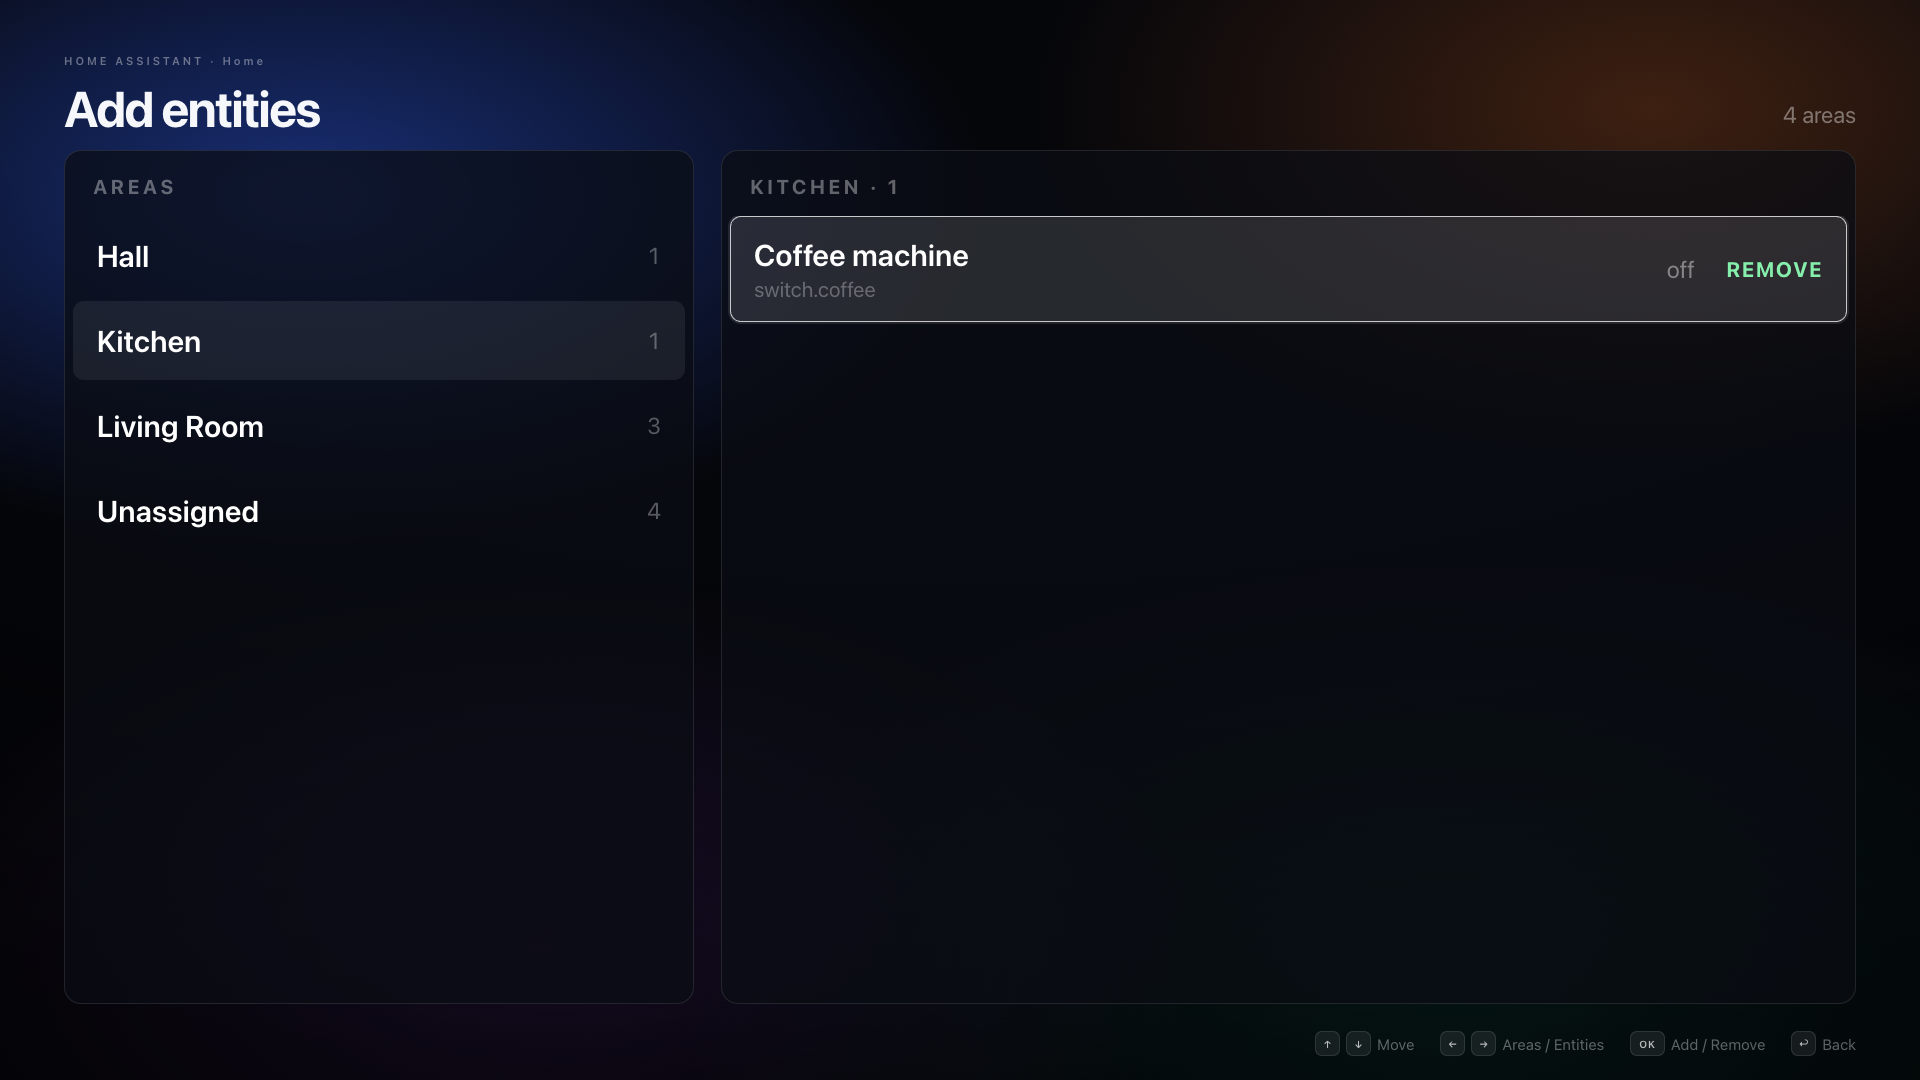 HOME ASSISTANT · Home
Add entities
4 areas
AREAS
Hall 1
Kitchen 1
Living Room 3
Unassigned 4
KITCHEN · 1
Coffee machine
switch.coffee
off REMOVE
↑ ↓ Move ← → Areas / Entities OK Add / Remove ↩ Back